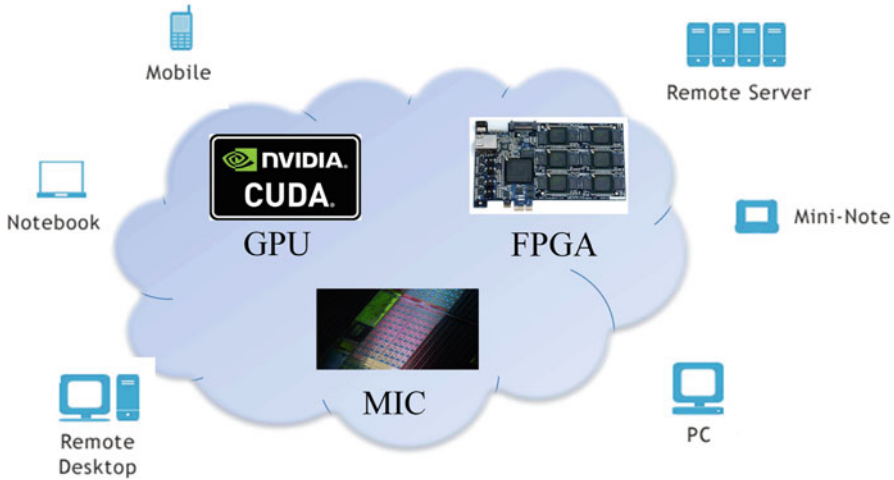 Mobile
Remote Server
NVIDIA.
CUDA.
Notebook
Mini-Note
GPU
FPGA
MIC
Remote
Desktop
PC